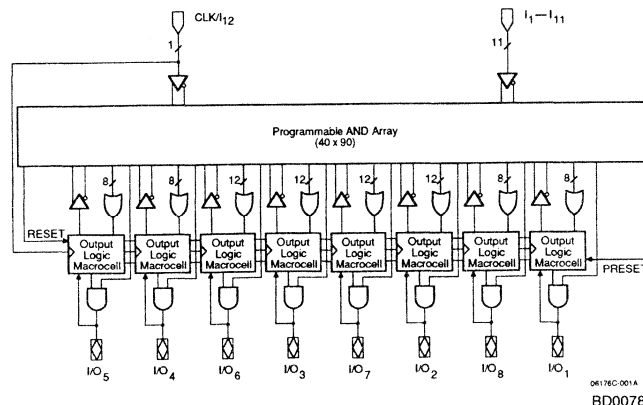 CLK/I12
I1—I11
1
11
Programmable AND Array
(40 x 90)
8 8 12 12 12 12 8 8
RESET
Output Logic Macrocell
Output Logic Macrocell
Output Logic Macrocell
Output Logic Macrocell
Output Logic Macrocell
Output Logic Macrocell
Output Logic Macrocell
Output Logic Macrocell
PRESET
I/O5 I/O4 I/O6 I/O3 I/O7 I/O2 I/O8 I/O1
06176C-001A
BD0078